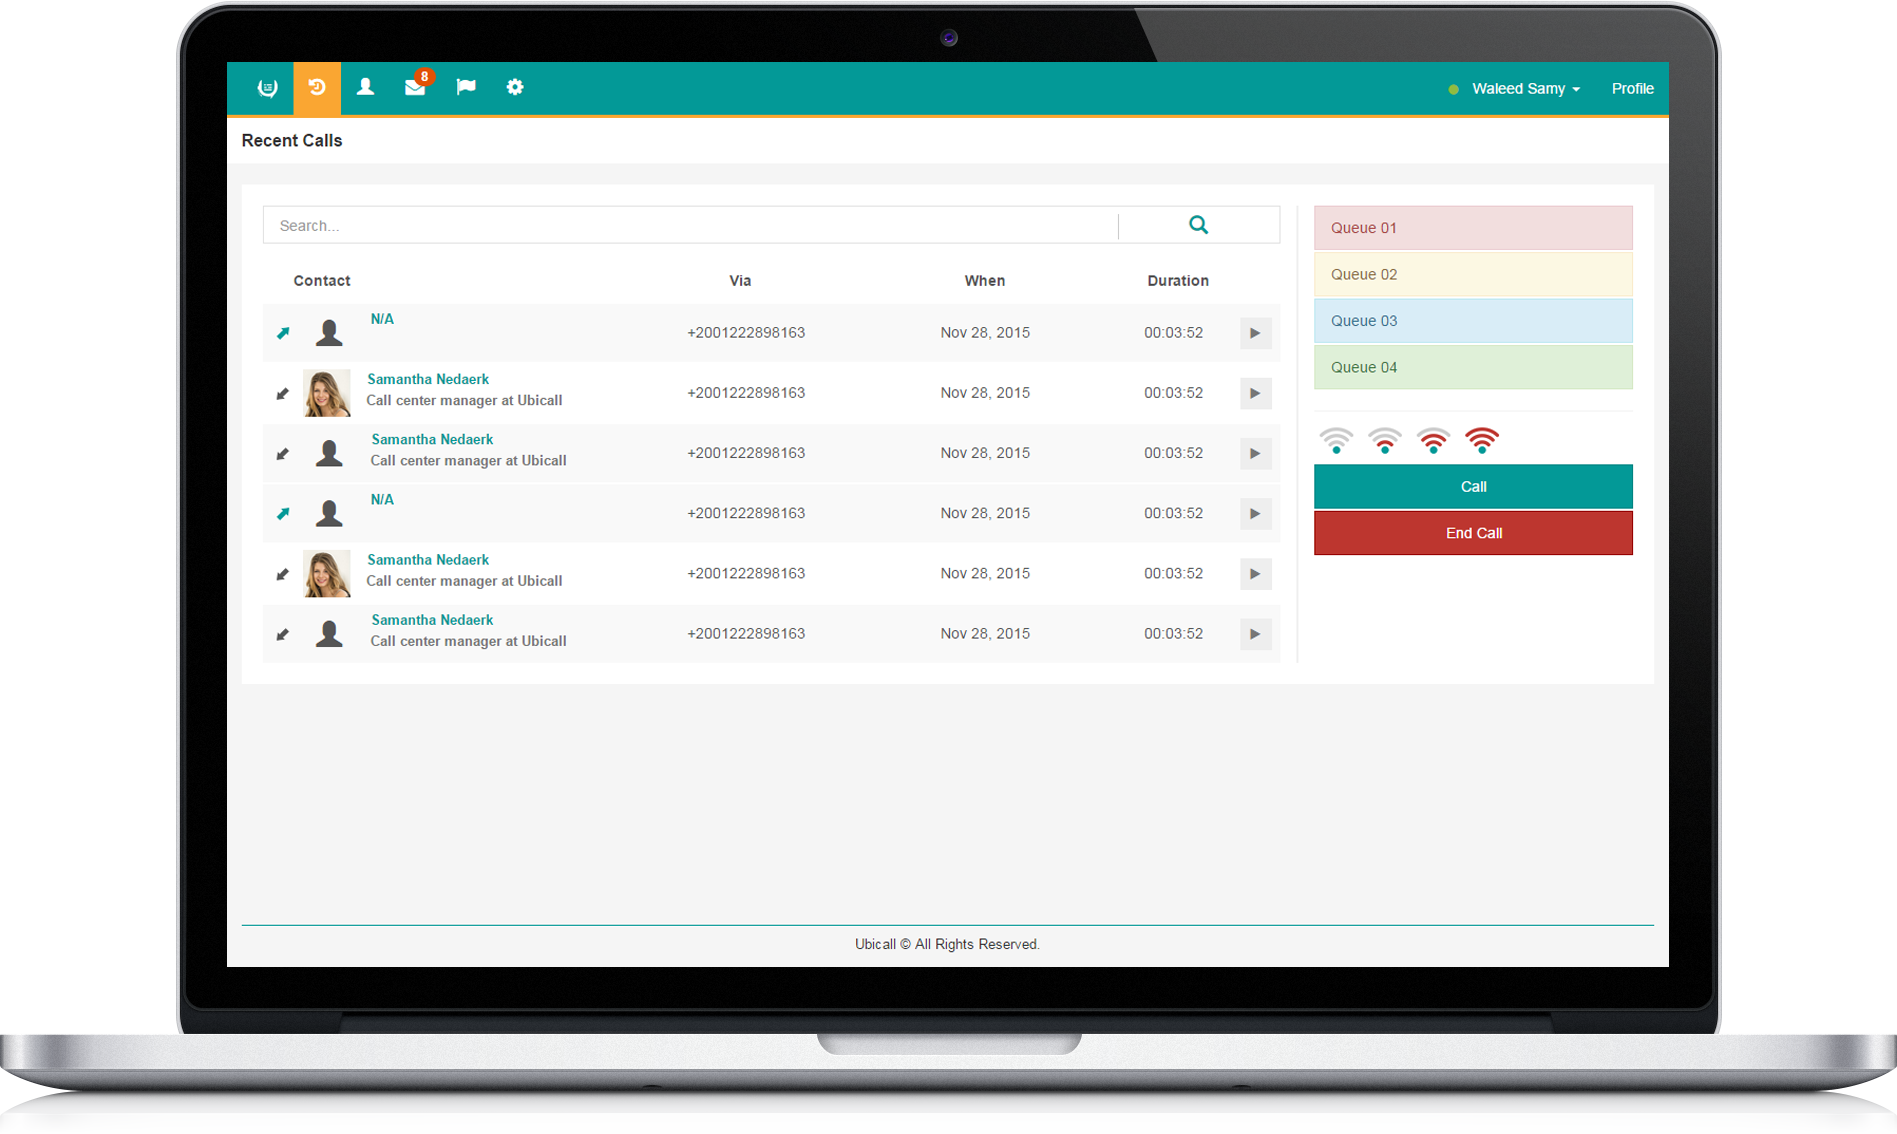 8
Waleed Samy
Profile
Recent Calls
Search...
Contact Via When Duration
N/A
+2001222898163 Nov 28, 2015 00:03:52
Samantha Nedaerk
Call center manager at Ubicall
+2001222898163 Nov 28, 2015 00:03:52
Samantha Nedaerk
Call center manager at Ubicall
+2001222898163 Nov 28, 2015 00:03:52
N/A
+2001222898163 Nov 28, 2015 00:03:52
Samantha Nedaerk
Call center manager at Ubicall
+2001222898163 Nov 28, 2015 00:03:52
Samantha Nedaerk
Call center manager at Ubicall
+2001222898163 Nov 28, 2015 00:03:52
Queue 01
Queue 02
Queue 03
Queue 04
Call
End Call
Ubicall © All Rights Reserved.